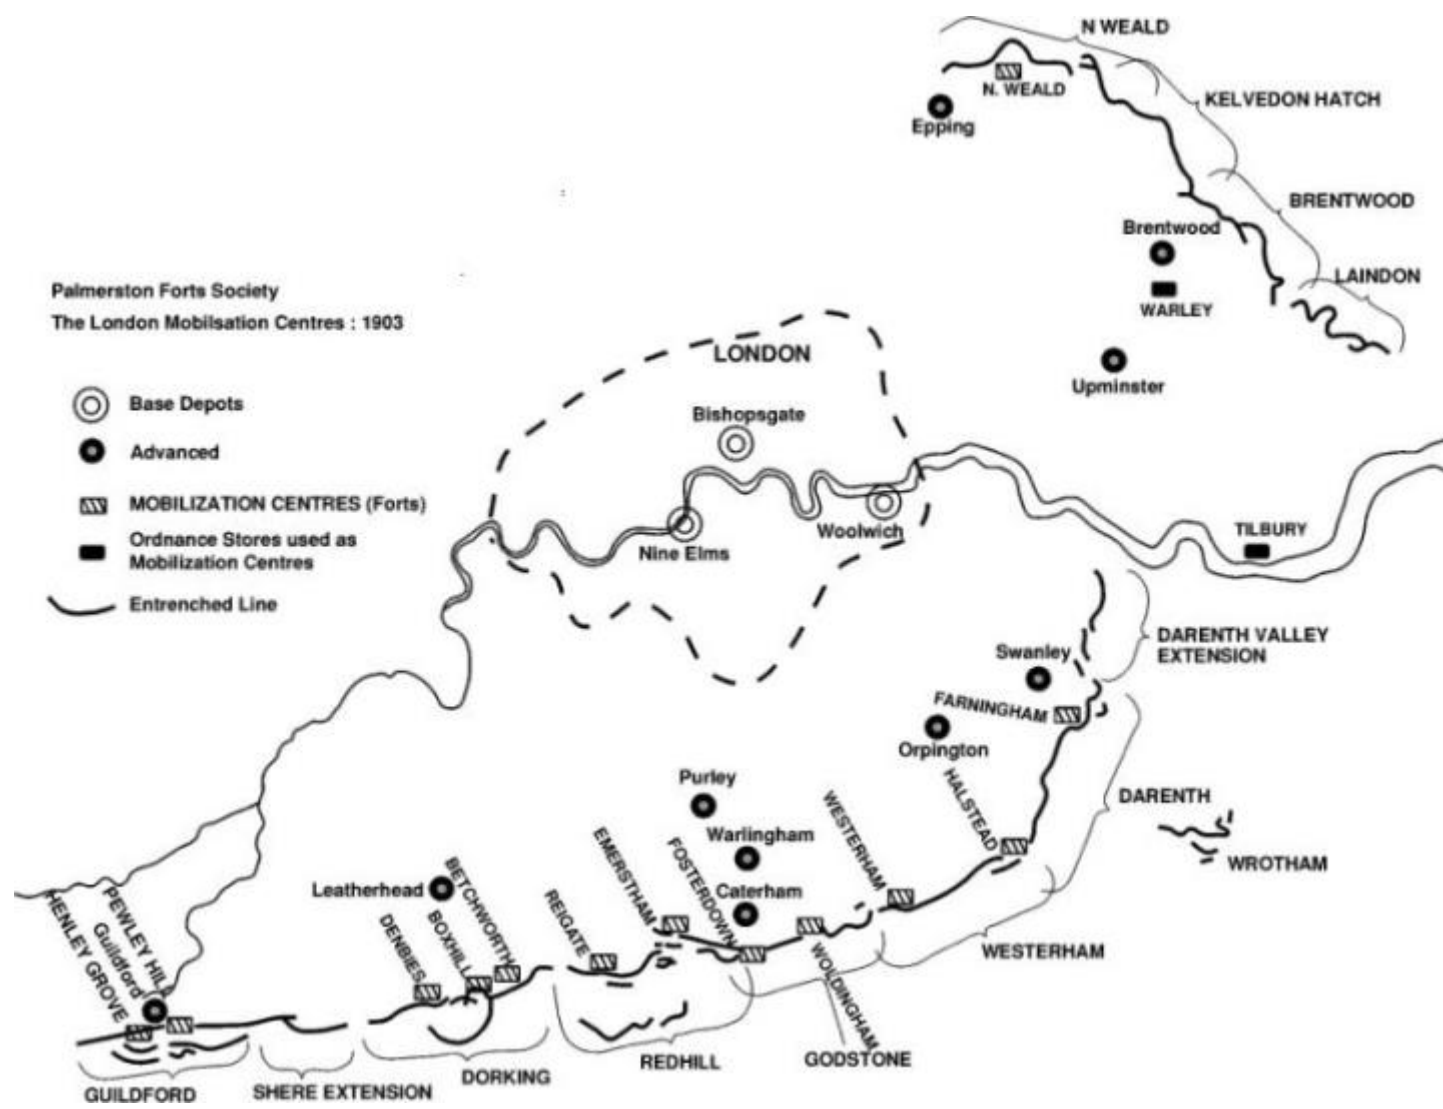 N WEALD
N. WEALD
KELVEDON HATCH
Epping
BRENTWOOD
Brentwood
LAINDON
WARLEY
Palmerston Forts Society
The London Mobilsation Centres : 1903
LONDON
Upminster
Base Depots
Bishopsgate
Advanced
MOBILIZATION CENTRES (Forts)
Woolwich
TILBURY
Ordnance Stores used as
Mobilization Centres
Nine Elms
Entrenched Line
DARENTH VALLEY
EXTENSION
Swanley
FARNINGHAM
Orpington
HALSTEAD
Purley
WESTERHAM
DARENTH
Warlingham
EMERSTHAM
FOSTERDOWN
WROTHAM
Leatherhead
BETCHWORTH
Caterham
REIGATE
BOXHILL
DENBIES
PEWLEY HILL
Guildford
HENLEY GROVE
WOLDINGHAM
WESTERHAM
GODSTONE
REDHILL
DORKING
SHERE EXTENSION
GUILDFORD